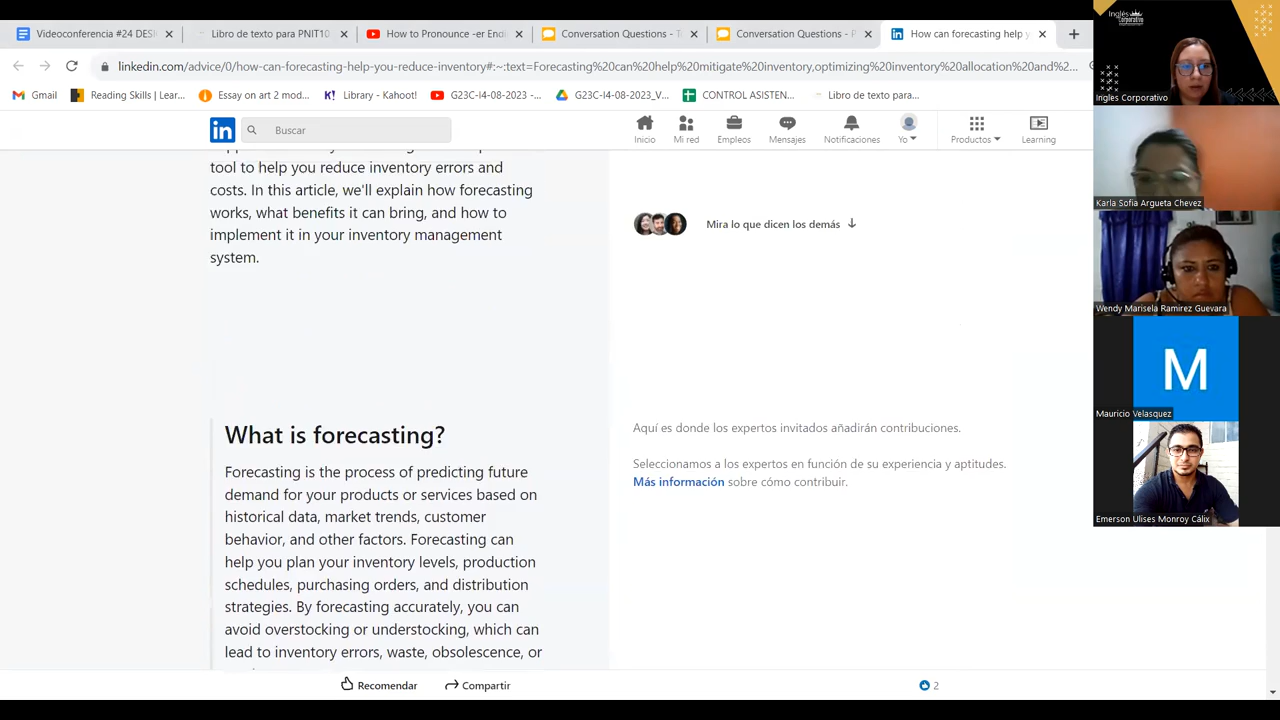 Videoconferencia #24 DESI
Libro de texto para PNIT10
How to Pronounce -er Endi
Conversation Questions - T
Conversation Questions - P
How can forecasting help y
linkedin.com/advice/0/how-can-forecasting-help-you-reduce-inventory#:~:text=Forecasting%20can%20help%20mitigate%20inventory,optimizing%20inventory%20allocation%20and%2...
Gmail
Reading Skills | Lear...
Essay on art 2 mod...
Library - Kano...
G23C-I4-08-2023 -...
G23C-I4-08-2023_V...
CONTROL ASISTEN...
Libro de texto para...
in
Buscar
Inicio
Mi red
Empleos
Mensajes
Notificaciones
Yo
Productos
Learning
tool to help you reduce inventory errors and
costs. In this article, we'll explain how forecasting
works, what benefits it can bring, and how to
implement it in your inventory management
system.
Mira lo que dicen los demás
What is forecasting?
Forecasting is the process of predicting future
demand for your products or services based on
historical data, market trends, customer
behavior, and other factors. Forecasting can
help you plan your inventory levels, production
schedules, purchasing orders, and distribution
strategies. By forecasting accurately, you can
avoid overstocking or understocking, which can
lead to inventory errors, waste, obsolescence, or
Aquí es donde los expertos invitados añadirán contribuciones.
Seleccionamos a los expertos en función de su experiencia y aptitudes.
Más información sobre cómo contribuir.
Recomendar
Compartir
2
Inglés
Corporativo
Ingles Corporativo
Karla Sofia Argueta Chevez
Wendy Marisela Ramirez Guevara
M
Mauricio Velasquez
Emerson Ulises Monroy Cálix